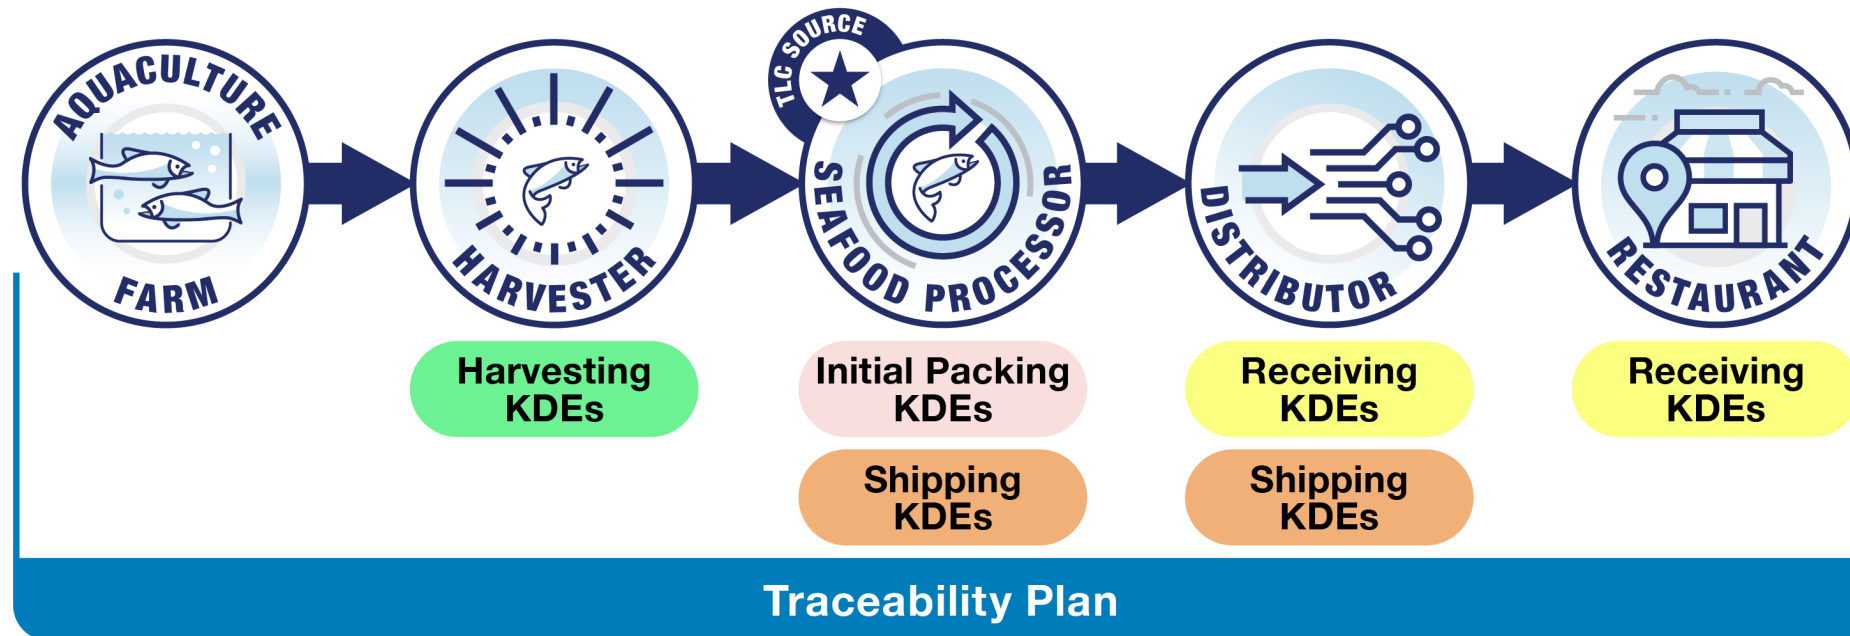 AQUACULTURE
FARM
HARVESTER
TLC SOURCE
SEAFOOD PROCESSOR
DISTRIBUTOR
RESTAURANT
Harvesting
KDEs
Initial Packing
KDEs
Receiving
KDEs
Receiving
KDEs
Shipping
KDEs
Shipping
KDEs
Traceability Plan